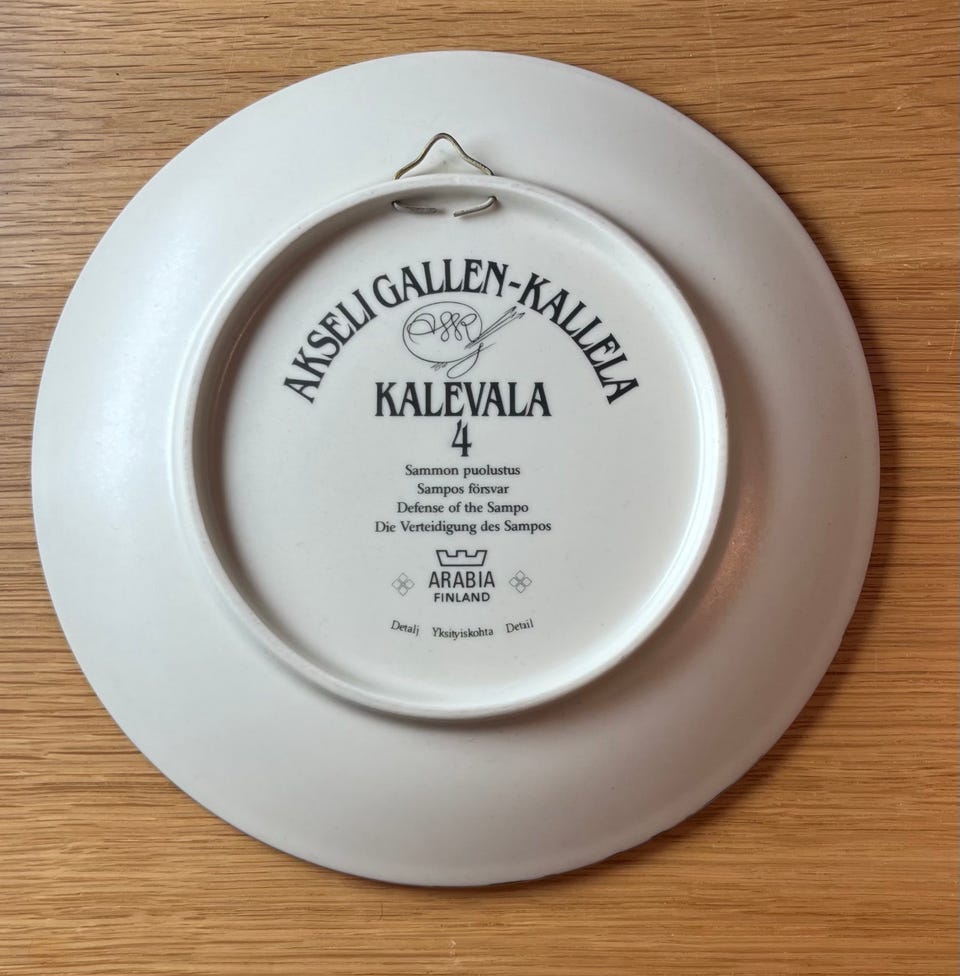 AKSELI GALLEN-KALLELA
KALEVALA
4
Sammon puolustus
Sampos försvar
Defense of the Sampo
Die Verteidigung des Sampos
ARABIA
FINLAND
Detalj Yksityiskohta Detail